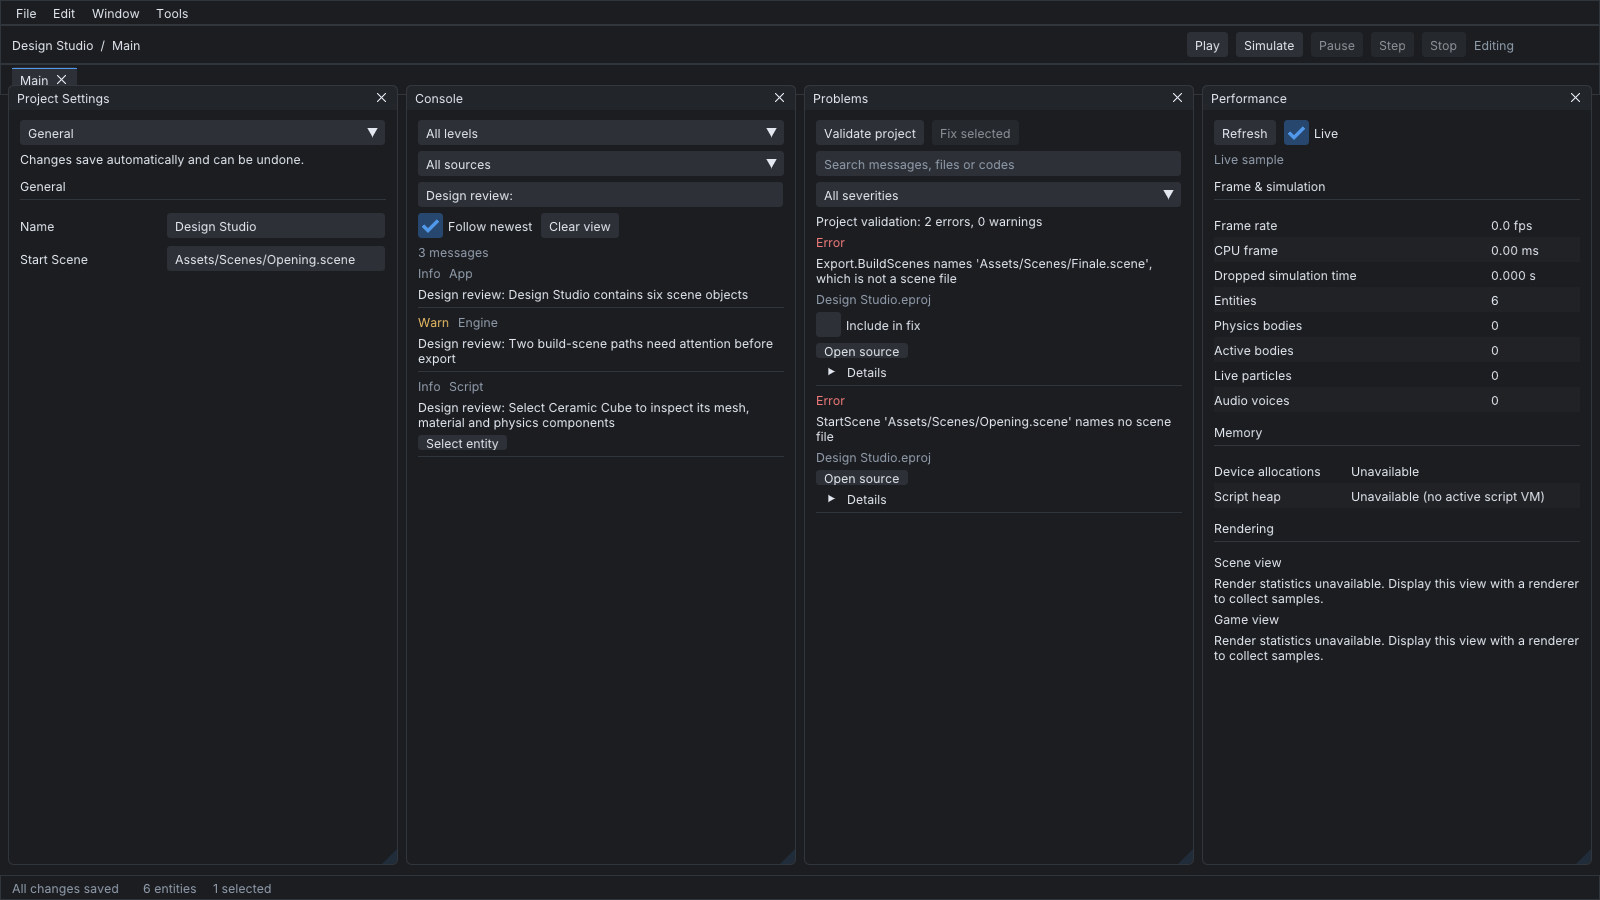 File Edit Window Tools
Design Studio / Main
Play Simulate Pause Step Stop Editing
Main
Project Settings
General
Changes save automatically and can be undone.
General
Name Design Studio
Start Scene Assets/Scenes/Opening.scene
Console
All levels
All sources
Design review:
Follow newest Clear view
3 messages
Info App
Design review: Design Studio contains six scene objects
Warn Engine
Design review: Two build-scene paths need attention before
export
Info Script
Design review: Select Ceramic Cube to inspect its mesh,
material and physics components
Select entity
Problems
Validate project Fix selected
Search messages, files or codes
All severities
Project validation: 2 errors, 0 warnings
Error
Export.BuildScenes names 'Assets/Scenes/Finale.scene',
which is not a scene file
Design Studio.eproj
Include in fix
Open source
Details
Error
StartScene 'Assets/Scenes/Opening.scene' names no scene
file
Design Studio.eproj
Open source
Details
Performance
Refresh Live
Live sample
Frame & simulation
Frame rate 0.0 fps
CPU frame 0.00 ms
Dropped simulation time 0.000 s
Entities 6
Physics bodies 0
Active bodies 0
Live particles 0
Audio voices 0
Memory
Device allocations Unavailable
Script heap Unavailable (no active script VM)
Rendering
Scene view
Render statistics unavailable. Display this view with a renderer
to collect samples.
Game view
Render statistics unavailable. Display this view with a renderer
to collect samples.
All changes saved 6 entities 1 selected